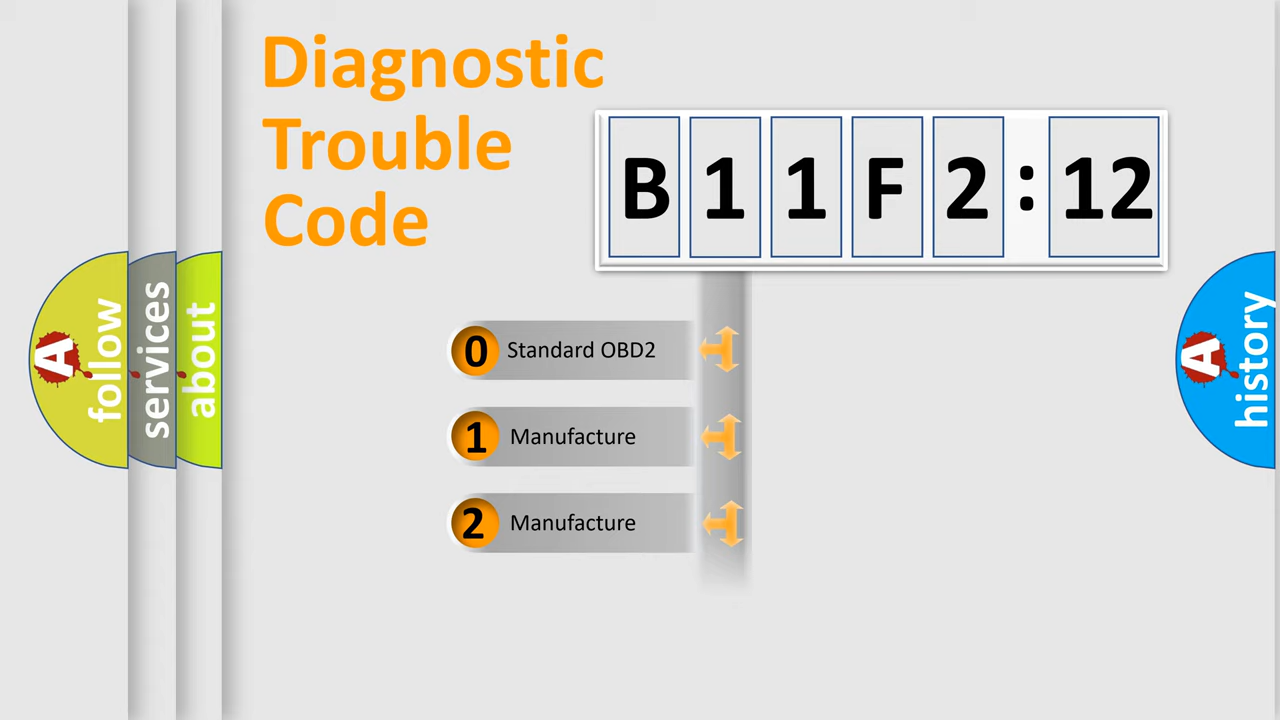 Diagnostic
Trouble
Code
B 1 1 F 2 : 12
0 Standard OBD2
1 Manufacture
2 Manufacture
A follow
services
about
A history